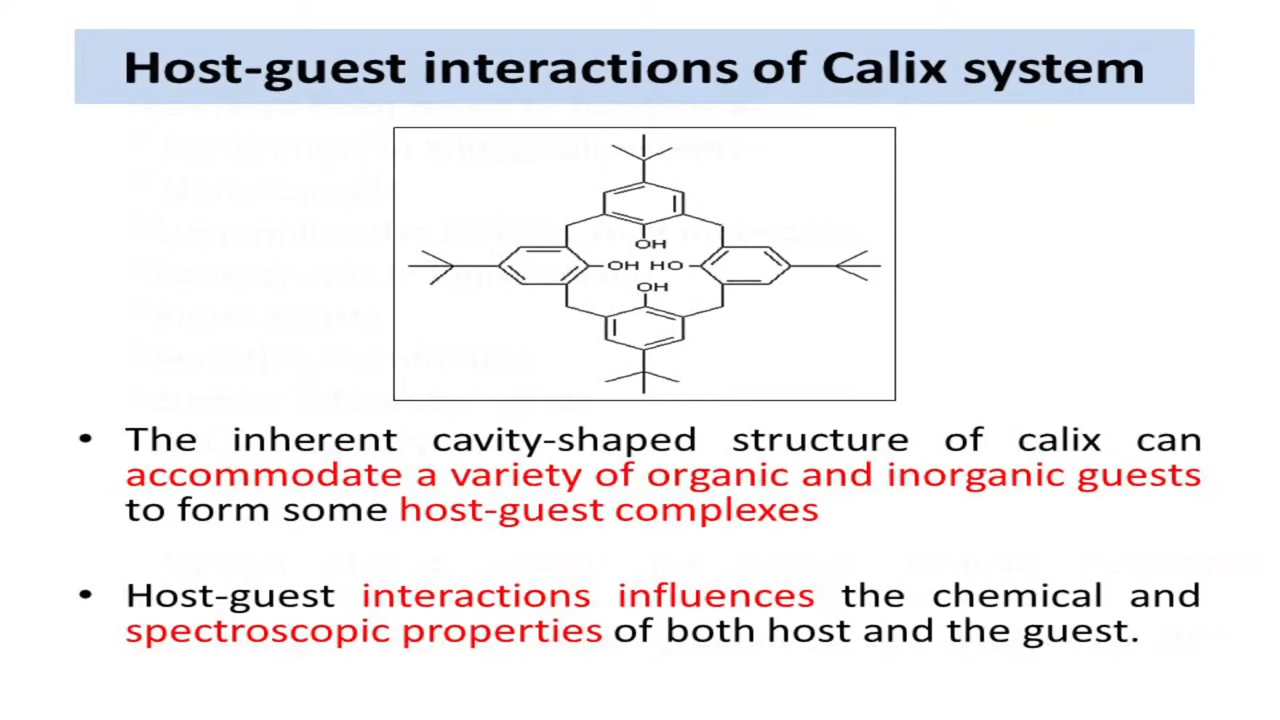 Host-guest interactions of Calix system
OH
OH HO
OH
• The inherent cavity-shaped structure of calix can
accommodate a variety of organic and inorganic guests
to form some host-guest complexes
• Host-guest interactions influences the chemical and
spectroscopic properties of both host and the guest.